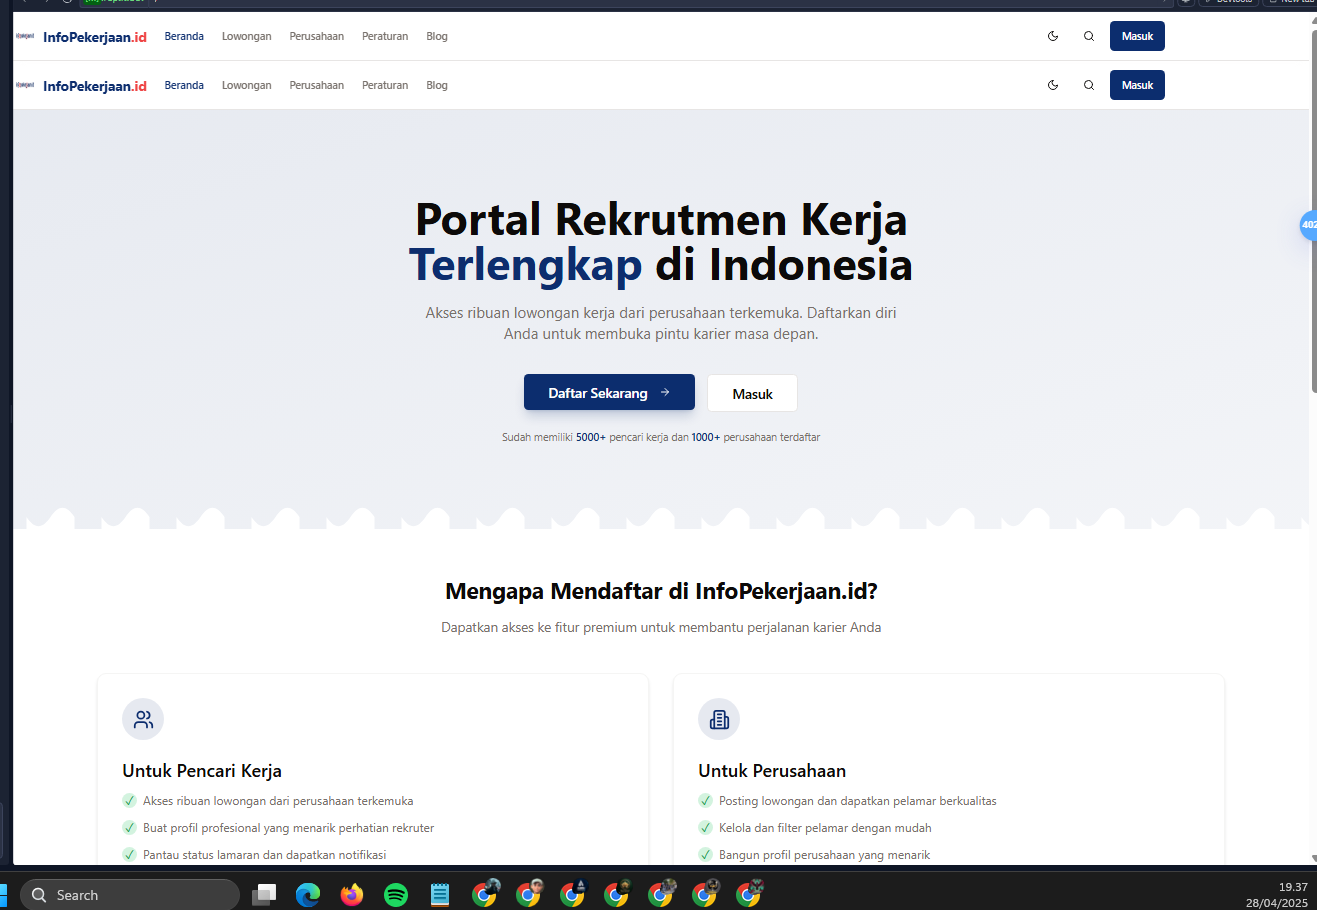 InfoPekerjaan.id Beranda Lowongan Perusahaan Peraturan Blog Masuk
InfoPekerjaan.id Beranda Lowongan Perusahaan Peraturan Blog Masuk
Portal Rekrutmen Kerja
Terlengkap di Indonesia
Akses ribuan lowongan kerja dari perusahaan terkemuka. Daftarkan diri
Anda untuk membuka pintu karier masa depan.
Daftar Sekarang Masuk
Sudah memiliki 5000+ pencari kerja dan 1000+ perusahaan terdaftar
402
Mengapa Mendaftar di InfoPekerjaan.id?
Dapatkan akses ke fitur premium untuk membantu perjalanan karier Anda
Untuk Pencari Kerja
Akses ribuan lowongan dari perusahaan terkemuka
Buat profil profesional yang menarik perhatian rekruter
Pantau status lamaran dan dapatkan notifikasi
Untuk Perusahaan
Posting lowongan dan dapatkan pelamar berkualitas
Kelola dan filter pelamar dengan mudah
Bangun profil perusahaan yang menarik
Search
19.37
28/04/2025